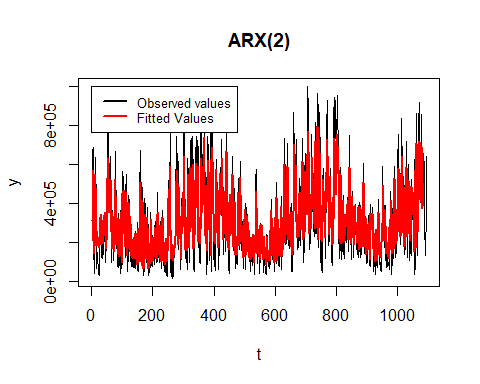 ARX(2)
Observed values
Fitted Values
y
0e+00
4e+05
8e+05
0
200
400
600
800
1000
t